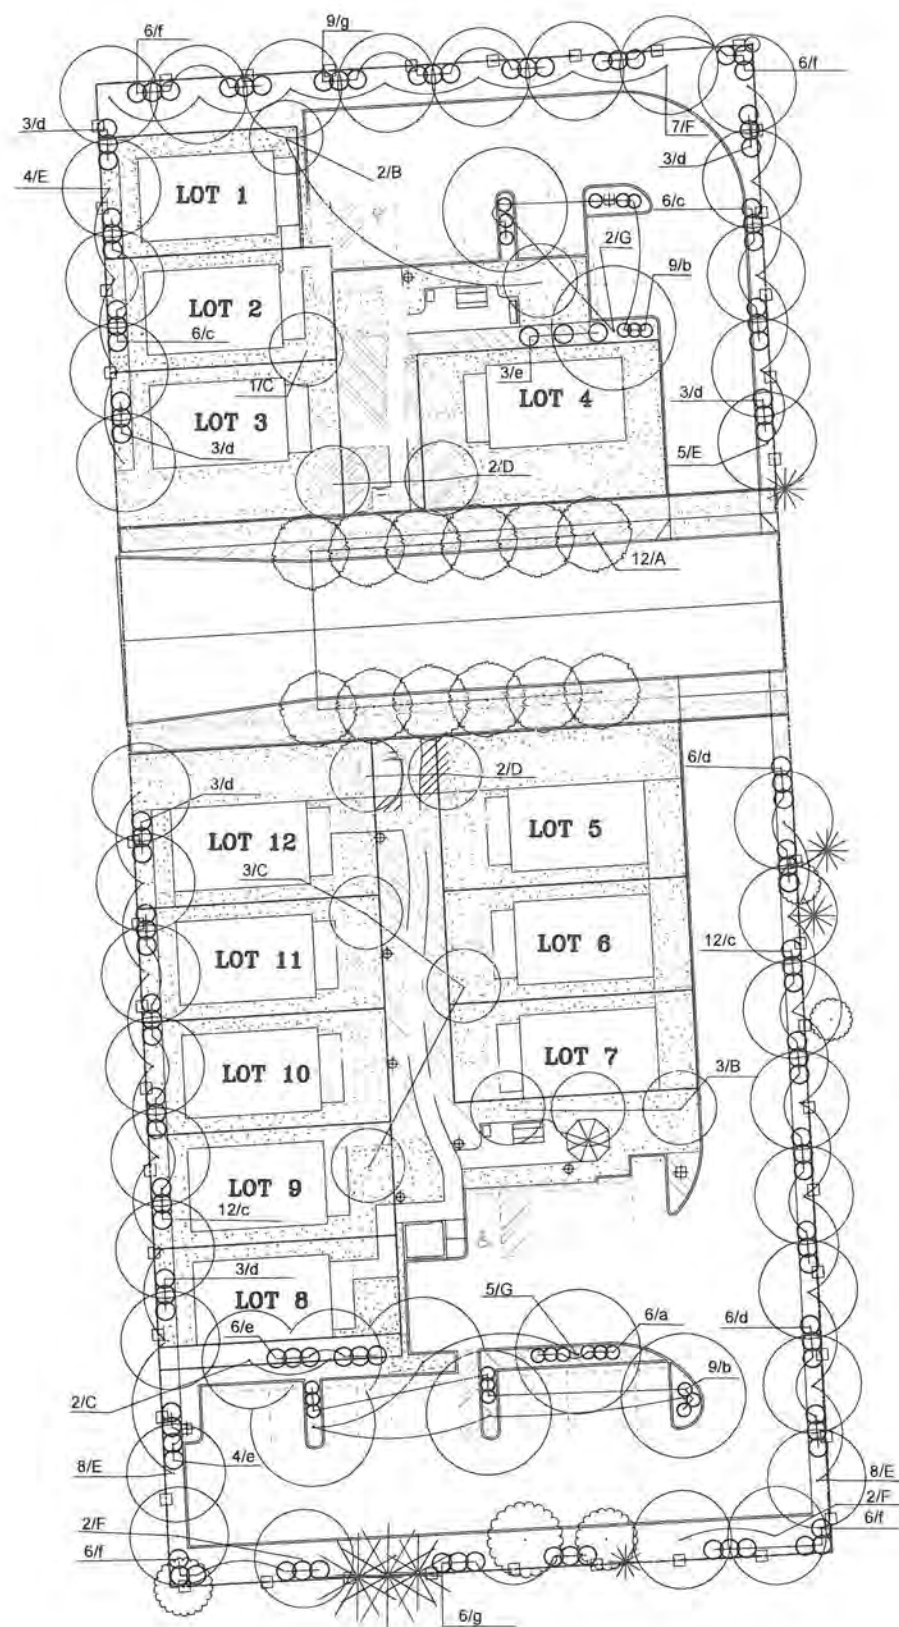 6/f
9/g
6/f
3/d
7/F
3/d
4/E
2/B
LOT 1
6/c
2/G
9/b
LOT 2
6/c
1/C
3/e
LOT 3
LOT 4
3/d
3/d
5/E
2/D
12/A
6/d
2/D
3/d
LOT 12
LOT 5
3/C
LOT 11
LOT 6
12/c
LOT 10
LOT 7
3/B
LOT 9
12/c
3/d
LOT 8
5/G
6/e
6/a
6/d
9/b
2/C
4/e
8/E
8/E
2/F
2/F
6/f
6/f
6/g